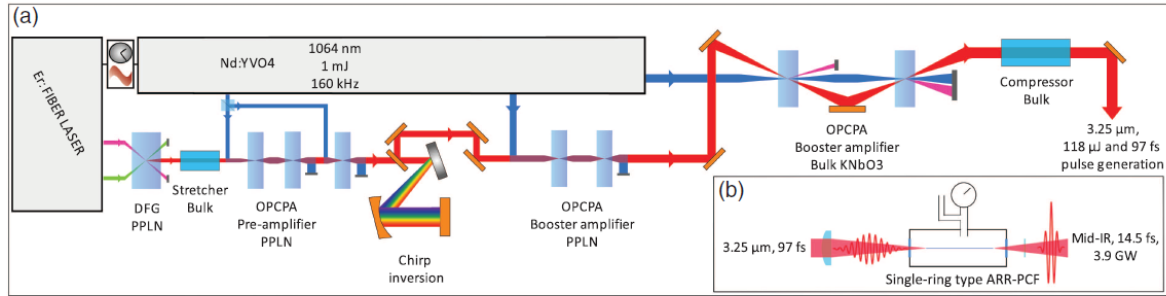 (a)
Er:FIBER LASER
Nd:YVO4
1064 nm
1 mJ
160 kHz
DFG
PPLN
Stretcher
Bulk
OPCPA
Pre-amplifier
PPLN
Chirp
inversion
OPCPA
Booster amplifier
PPLN
OPCPA
Booster amplifier
Bulk KNbO3
Compressor
Bulk
3.25 µm,
118 µJ and 97 fs
pulse generation
(b)
3.25 µm, 97 fs
Mid-IR, 14.5 fs,
3.9 GW
Single-ring type ARR-PCF